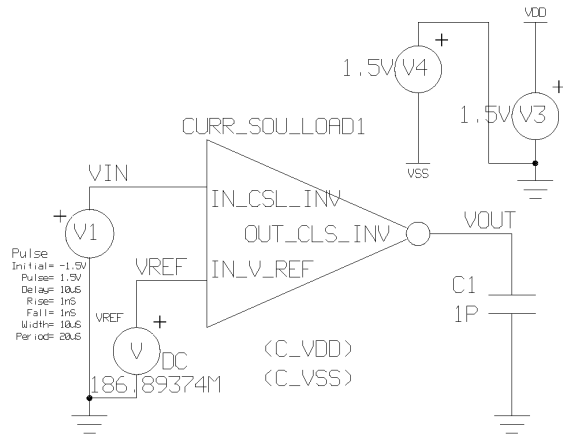 VDD
1.5V V4
1.5V V3
CURR_SOU_LOAD1
VSS
VIN
IN_CSL_INV
VOUT
V1
OUT_CLS_INV
Pulse
Initial= -1.5V
Pulse= 1.5V
Delay= 10uS
Rise= 1nS
Fall= 1nS
Width= 10uS
Period= 20uS
VREF
IN_V_REF
C1
1P
VREF
V
DC
186.89374M
(C_VDD)
(C_VSS)